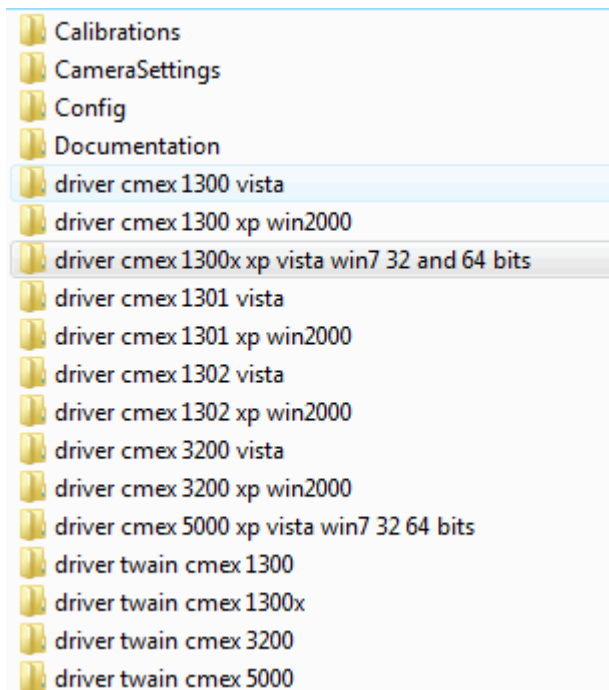 Calibrations
CameraSettings
Config
Documentation
driver cmex 1300 vista
driver cmex 1300 xp win2000
driver cmex 1300x xp vista win7 32 and 64 bits
driver cmex 1301 vista
driver cmex 1301 xp win2000
driver cmex 1302 vista
driver cmex 1302 xp win2000
driver cmex 3200 vista
driver cmex 3200 xp win2000
driver cmex 5000 xp vista win7 32 64 bits
driver twain cmex 1300
driver twain cmex 1300x
driver twain cmex 3200
driver twain cmex 5000